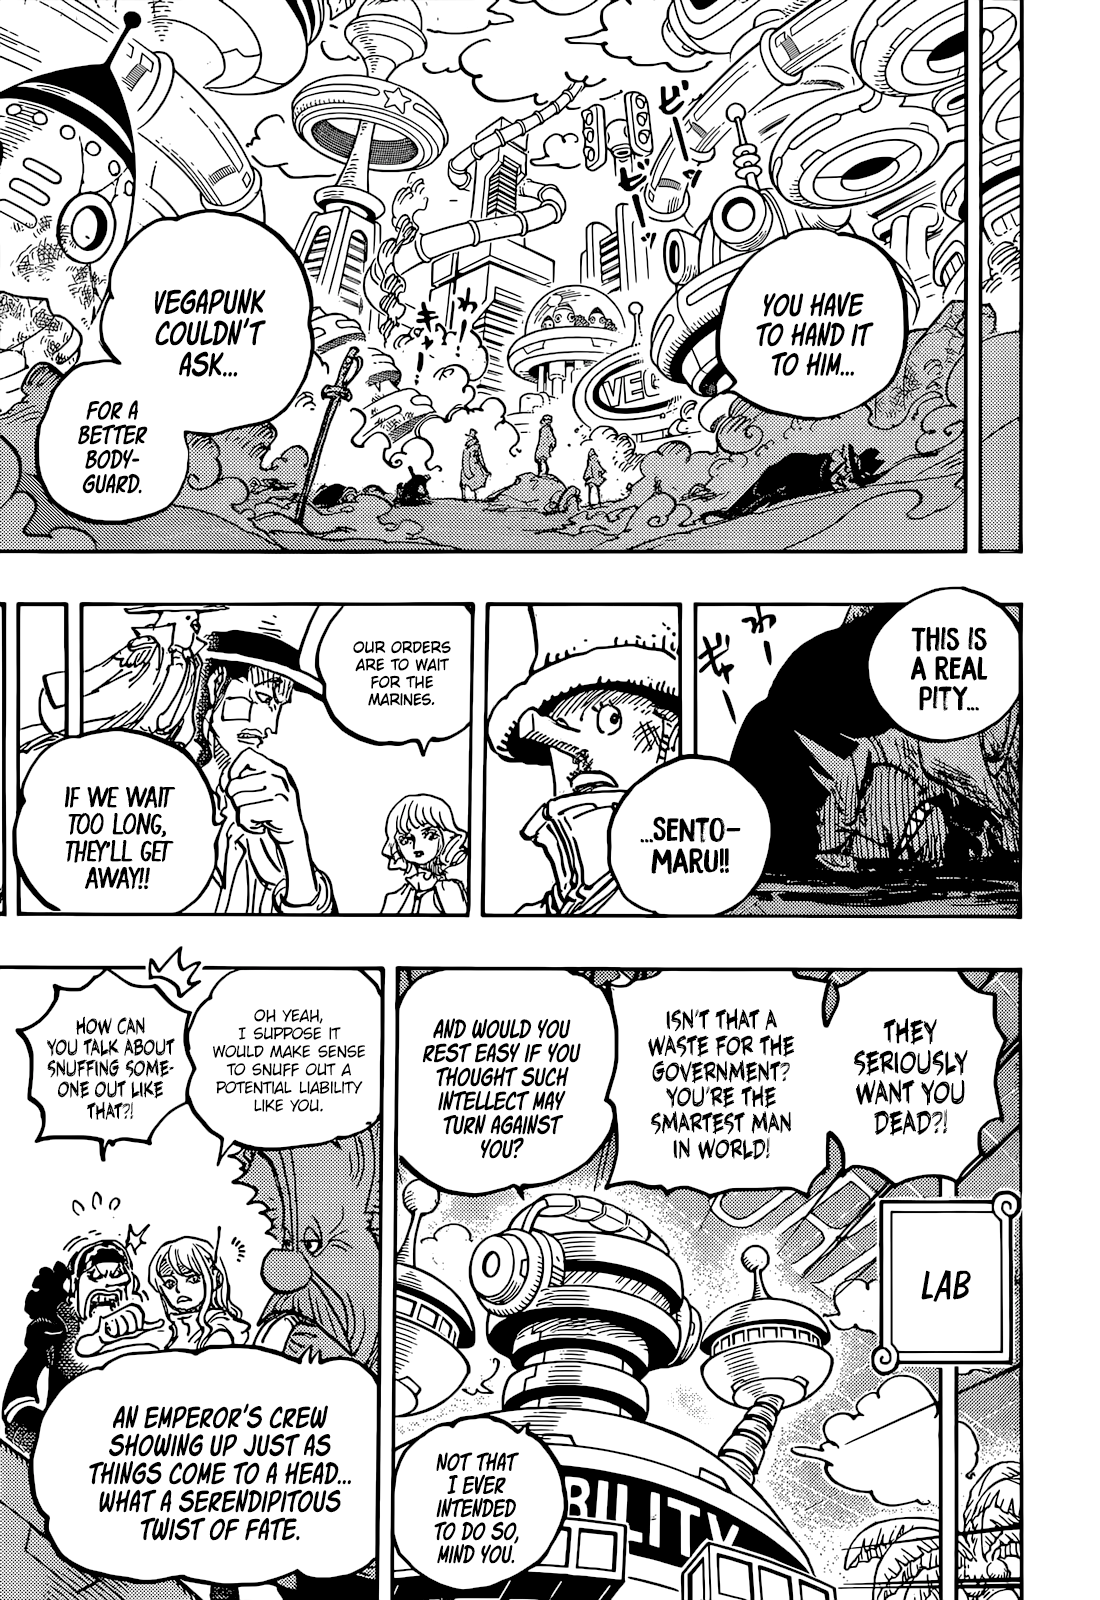 YOU HAVE
TO HAND IT
TO HIM...
ビビ
ビビ
VEG
VEGAPUNK
COULDN'T
ASK...
FOR A
BETTER
BODY-
GUARD.
THIS IS
A REAL
PITY...
...SENTO-
MARU!!
OUR ORDERS
ARE TO WAIT
FOR THE
MARINES.
IF WE WAIT
TOO LONG,
THEY'LL GET
AWAY!!
THEY
SERIOUSLY
WANT YOU
DEAD?!
ISN'T THAT A
WASTE FOR THE
GOVERNMENT?
YOU'RE THE
SMARTEST MAN
IN WORLD!
AND WOULD YOU
REST EASY IF YOU
THOUGHT SUCH
INTELLECT MAY
TURN AGAINST
YOU?
LAB
BILITY
NOT THAT
I EVER
INTENDED
TO DO SO,
MIND YOU.
OH YEAH,
I SUPPOSE IT
WOULD MAKE SENSE
TO SNUFF OUT A
POTENTIAL LIABILITY
LIKE YOU.
HOW CAN
YOU TALK ABOUT
SNUFFING SOME-
ONE OUT LIKE
THAT?!
AN EMPEROR'S CREW
SHOWING UP JUST AS
THINGS COME TO A HEAD...
WHAT A SERENDIPITOUS
TWIST OF FATE.